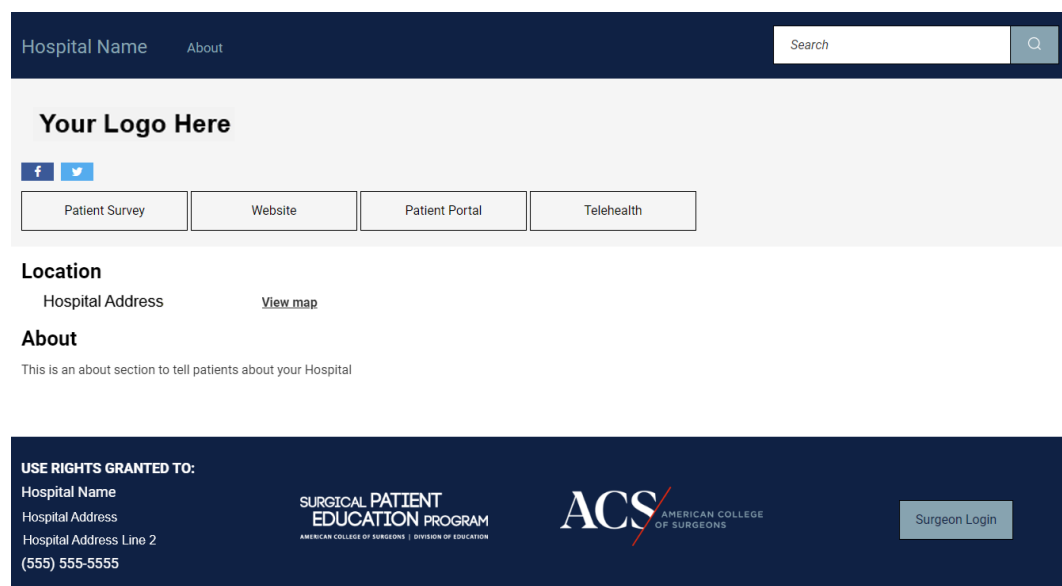 Hospital Name About Search
Your Logo Here
f
Patient Survey Website Patient Portal Telehealth
Location
Hospital Address View map
About
This is an about section to tell patients about your Hospital
USE RIGHTS GRANTED TO:
Hospital Name
Hospital Address
Hospital Address Line 2
(555) 555-5555
SURGICAL PATIENT
EDUCATION PROGRAM
AMERICAN COLLEGE OF SURGEONS | DIVISION OF EDUCATION
ACS AMERICAN COLLEGE
OF SURGEONS
Surgeon Login